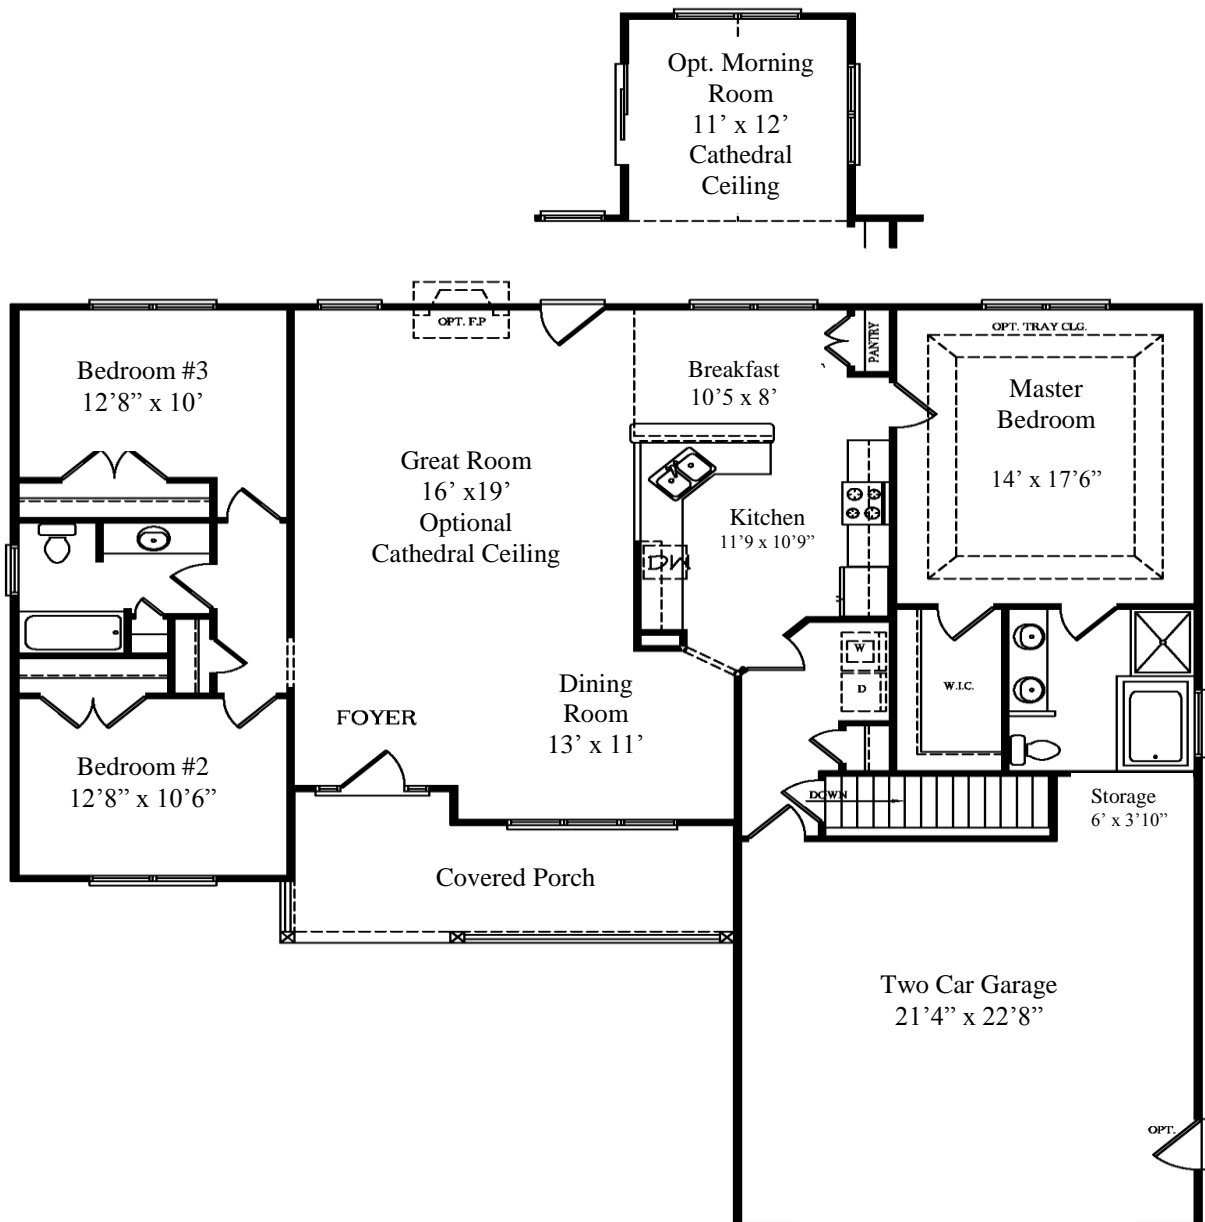 Opt. Morning
Room
11’ x 12’
Cathedral
Ceiling
OPT. F.P
PANTRY
OPT. TRAY CLG.
Bedroom #3
12’8” x 10’
Breakfast
10’5 x 8’
Master
Bedroom
14’ x 17’6”
Great Room
16’ x19’
Optional
Cathedral Ceiling
Kitchen
11’9 x 10’9”
DW
W
D
W.I.C.
Dining
Room
13’ x 11’
FOYER
Bedroom #2
12’8” x 10’6”
DOWN
Storage
6’ x 3’10”
Covered Porch
Two Car Garage
21’4” x 22’8”
OPT.